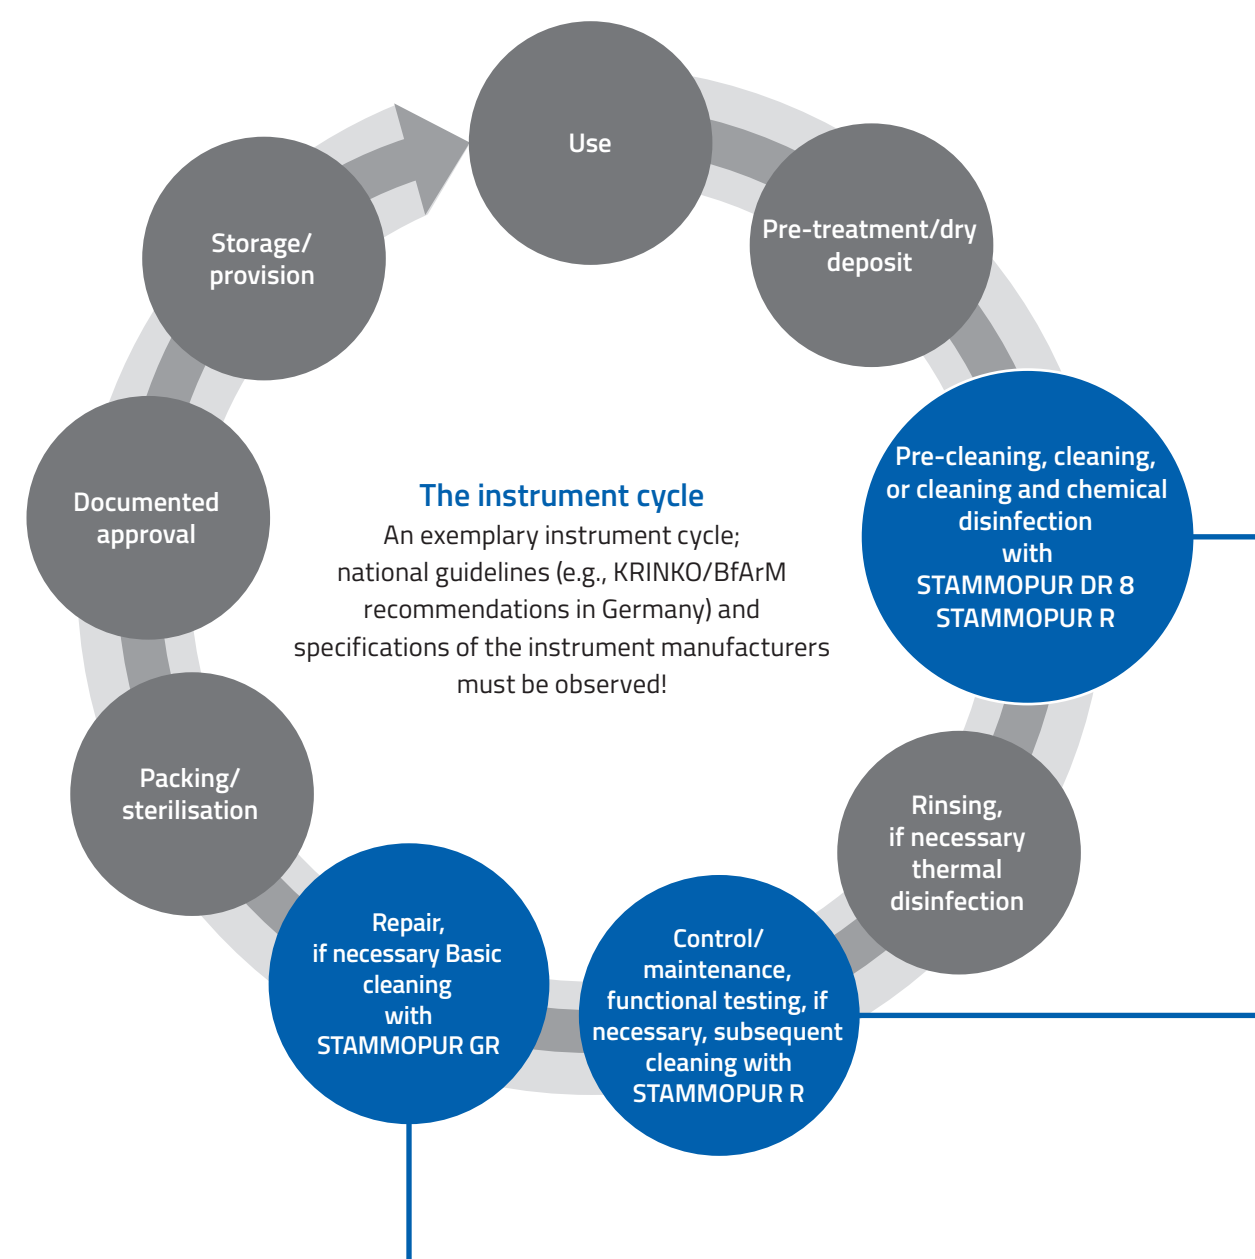 Use
Pre-treatment/dry
deposit
Pre-cleaning, cleaning,
or cleaning and chemical
disinfection
with
STAMMOPUR DR 8
STAMMOPUR R
Rinsing,
if necessary
thermal
disinfection
Control/
maintenance,
functional testing, if
necessary, subsequent
cleaning with
STAMMOPUR R
Repair,
if necessary Basic
cleaning
with
STAMMOPUR GR
Packing/
sterilisation
Documented
approval
Storage/
provision
The instrument cycle
An exemplary instrument cycle;
national guidelines (e.g., KRINKO/BfArM
recommendations in Germany) and
specifications of the instrument manufacturers
must be observed!